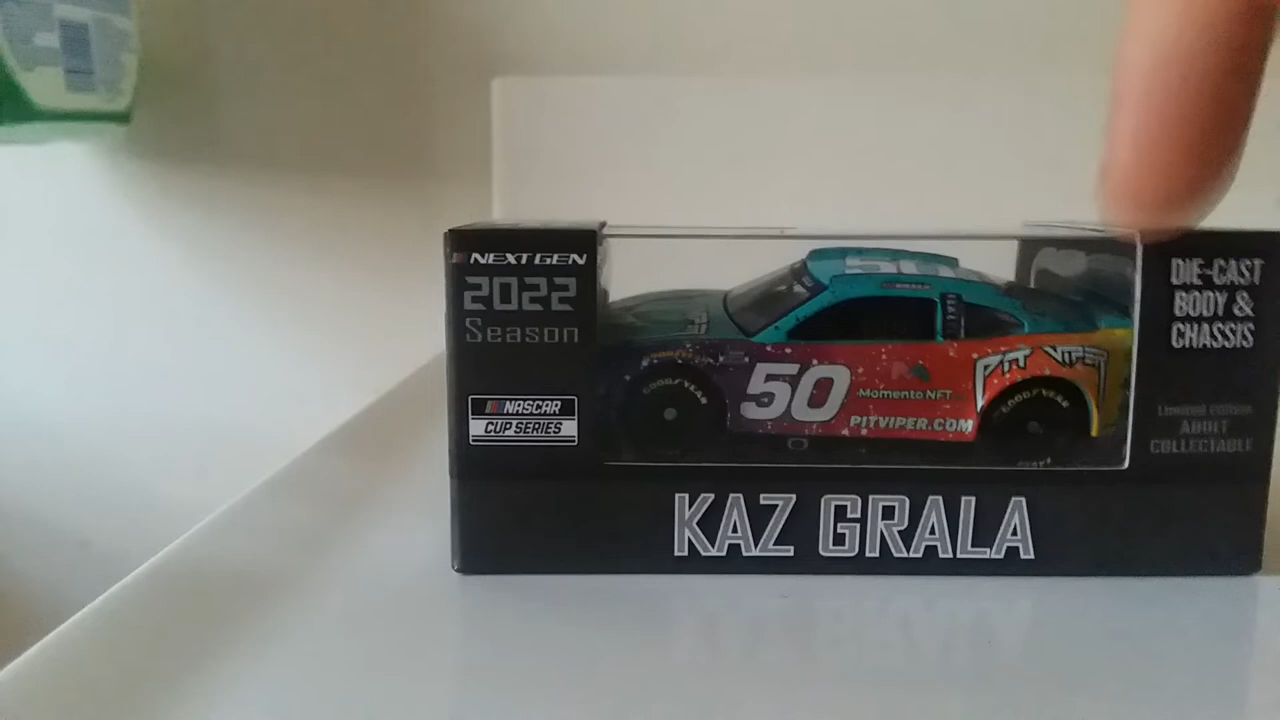 NEXT GEN
2022
Season
NASCAR
CUP SERIES
50
50
GOODYEAR
Momento NFT
PITVIPER.COM
PIT VIPER
GOODYEAR
DIE-CAST
BODY &
CHASSIS
Limited Edition
ADULT
COLLECTABLE
KAZ GRALA